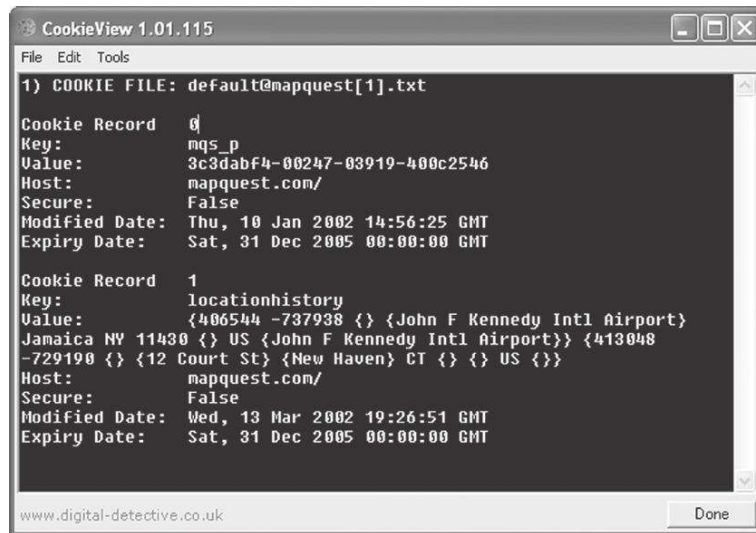 CookieView 1.01.115
File Edit Tools
1) COOKIE FILE: default@mapquest[1].txt
Cookie Record 0
Key: mqs_p
Value: 3c3dabf4-00247-03919-400c2546
Host: mapquest.com/
Secure: False
Modified Date: Thu, 10 Jan 2002 14:56:25 GMT
Expiry Date: Sat, 31 Dec 2005 00:00:00 GMT
Cookie Record 1
Key: locationhistory
Value: {406544 -737938 {} {John F Kennedy Intl Airport}
Jamaica NY 11430 {} US {John F Kennedy Intl Airport}} {413048
-729190 {} {12 Court St} {New Haven} CT {} {} US {}}
Host: mapquest.com/
Secure: False
Modified Date: Wed, 13 Mar 2002 19:26:51 GMT
Expiry Date: Sat, 31 Dec 2005 00:00:00 GMT
www.digital-detective.co.uk
Done